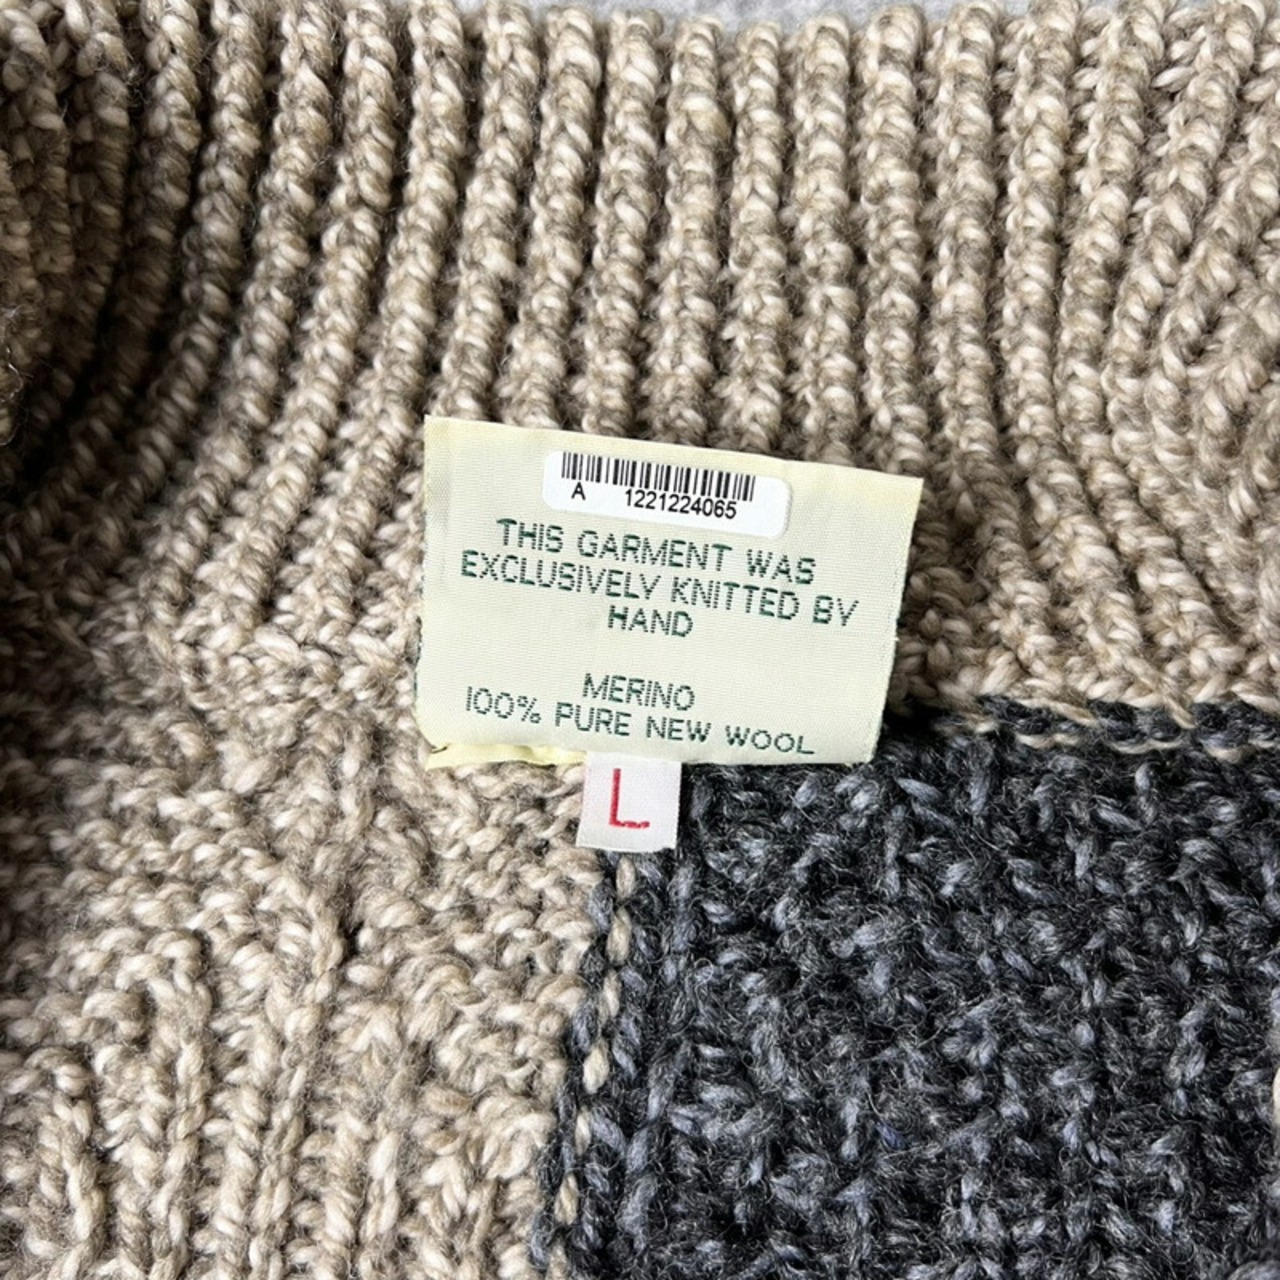 A 1221224065
THIS GARMENT WAS
EXCLUSIVELY KNITTED BY
HAND
MERINO
100% PURE NEW WOOL
L